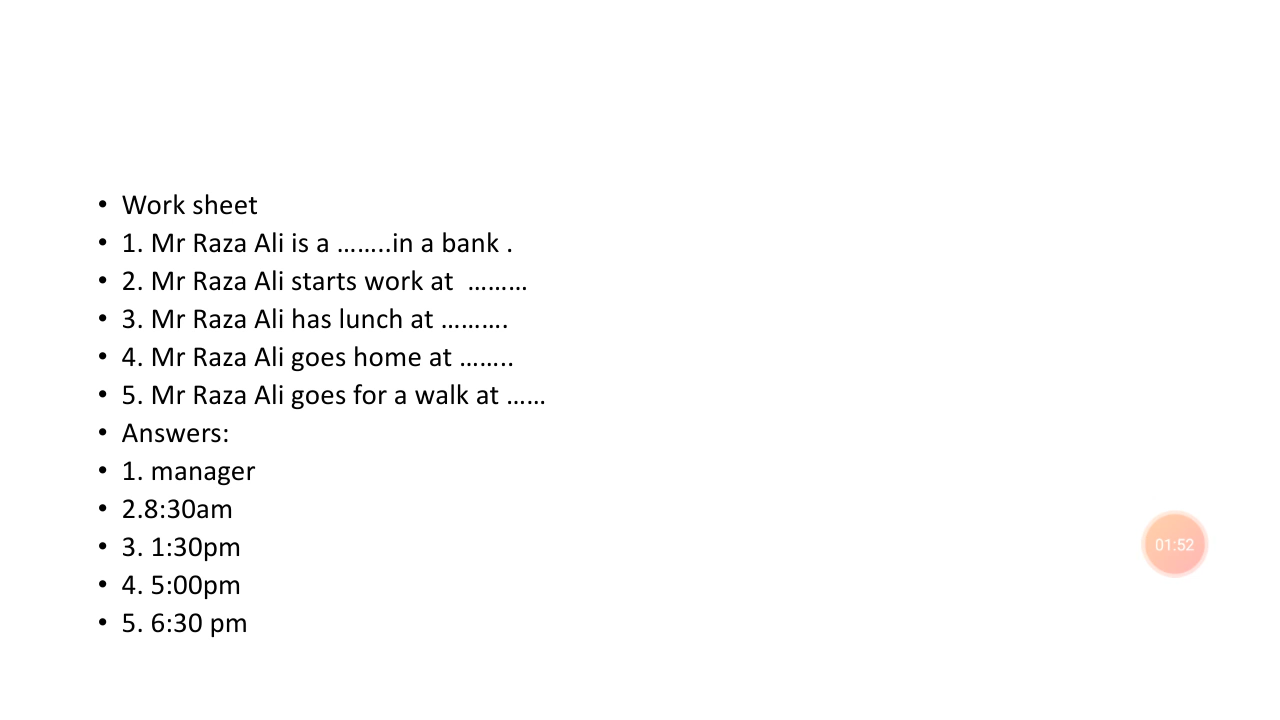 • Work sheet
• 1. Mr Raza Ali is a ……..in a bank .
• 2. Mr Raza Ali starts work at  ………
• 3. Mr Raza Ali has lunch at ……….
• 4. Mr Raza Ali goes home at ……..
• 5. Mr Raza Ali goes for a walk at ……
• Answers:
• 1. manager
• 2.8:30am
• 3. 1:30pm
• 4. 5:00pm
• 5. 6:30 pm
01:52